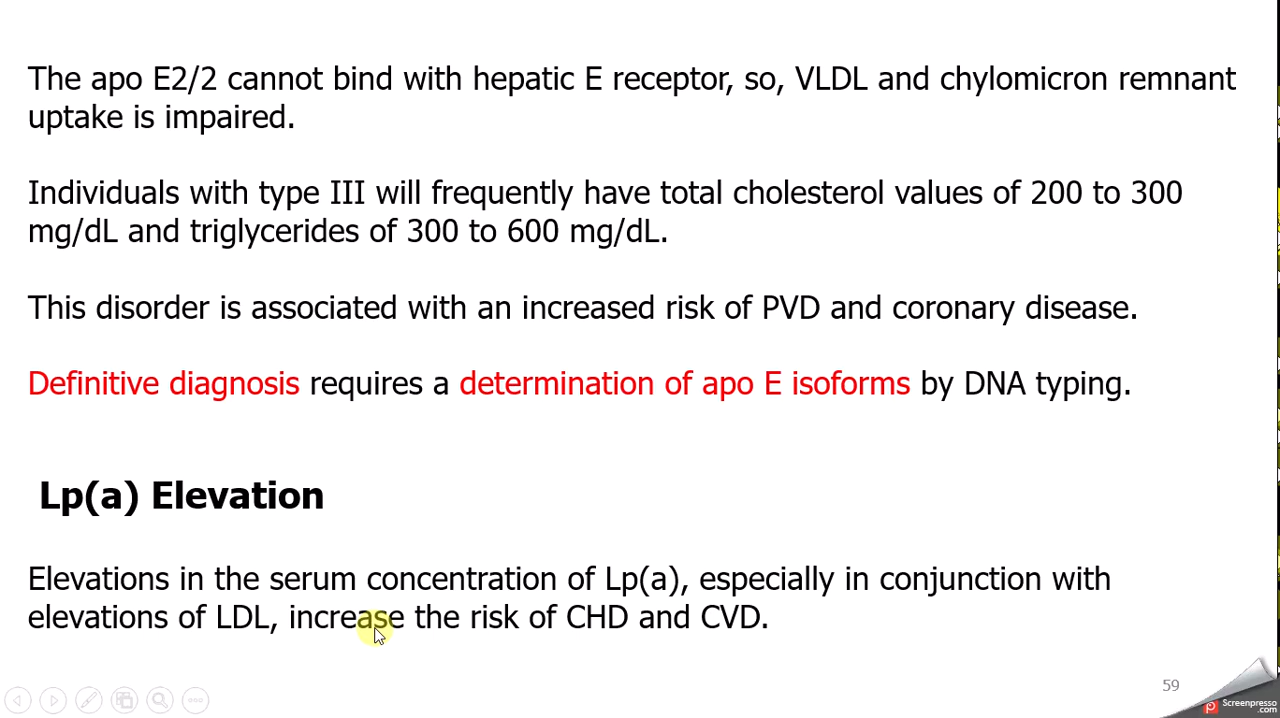 The apo E2/2 cannot bind with hepatic E receptor, so, VLDL and chylomicron remnant
uptake is impaired.
Individuals with type III will frequently have total cholesterol values of 200 to 300
mg/dL and triglycerides of 300 to 600 mg/dL.
This disorder is associated with an increased risk of PVD and coronary disease.
Definitive diagnosis requires a determination of apo E isoforms by DNA typing.
Lp(a) Elevation
Elevations in the serum concentration of Lp(a), especially in conjunction with
elevations of LDL, increase the risk of CHD and CVD.
59
Screenpresso
.com